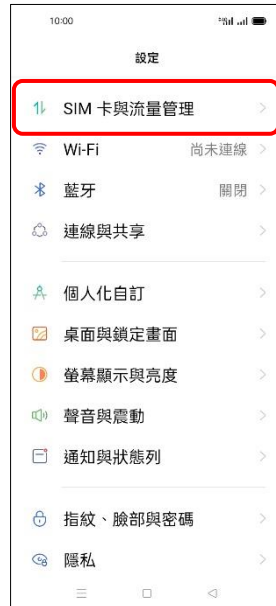 10:00
設定
SIM 卡與流量管理
Wi-Fi 尚未連線
藍牙 關閉
連線與共享
個人化自訂
桌面與鎖定畫面
螢幕顯示與亮度
聲音與震動
通知與狀態列
指紋、臉部與密碼
隱私